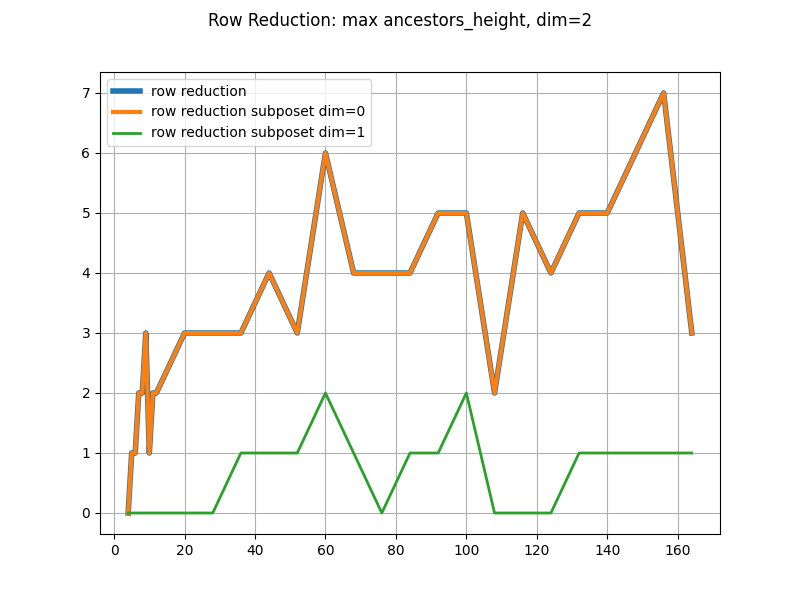 Row Reduction: max ancestors_height, dim=2
row reduction
row reduction subposet dim=0
row reduction subposet dim=1
7
6
5
4
3
2
1
0
0 20 40 60 80 100 120 140 160